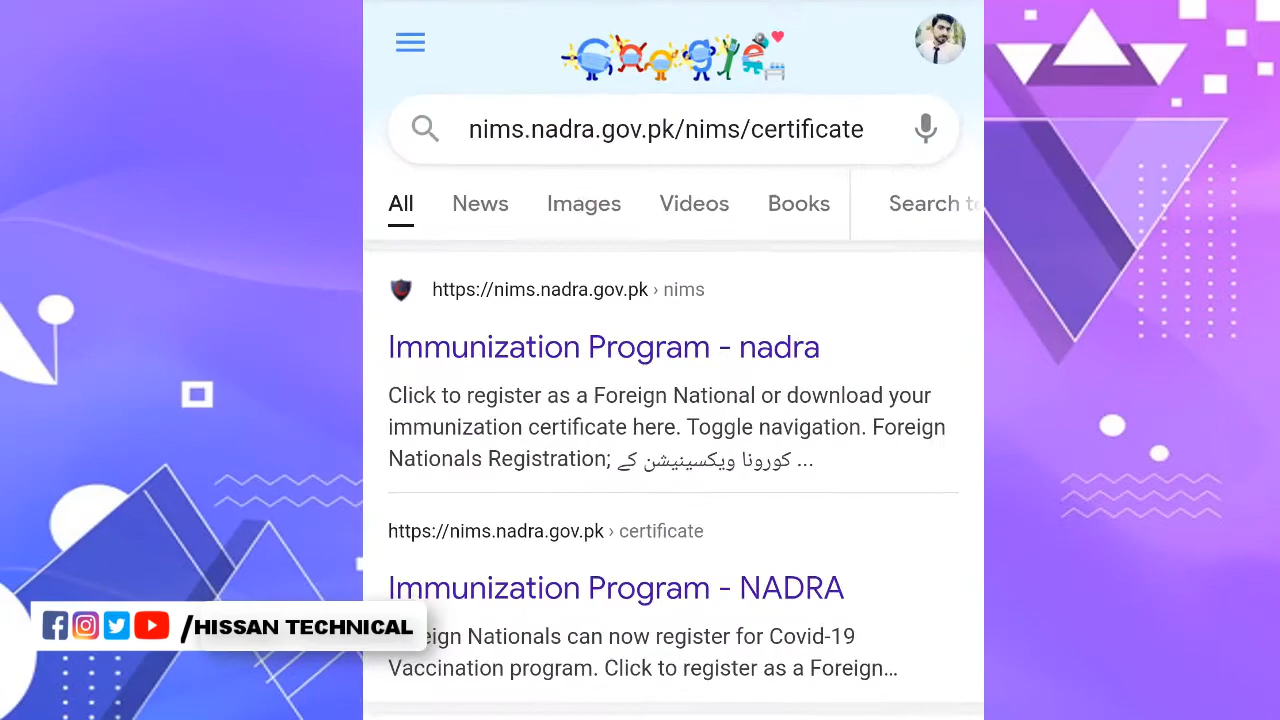 Google
nims.nadra.gov.pk/nims/certificate
All News Images Videos Books Search
https://nims.nadra.gov.pk › nims
Immunization Program - nadra
Click to register as a Foreign National or download your
immunization certificate here. Toggle navigation. Foreign
Nationals Registration; کورونا ویکسینیشن کے ...
https://nims.nadra.gov.pk › certificate
Immunization Program - NADRA
Nationals can now register for Covid-19
Vaccination program. Click to register as a Foreign...
/HISSAN TECHNICAL